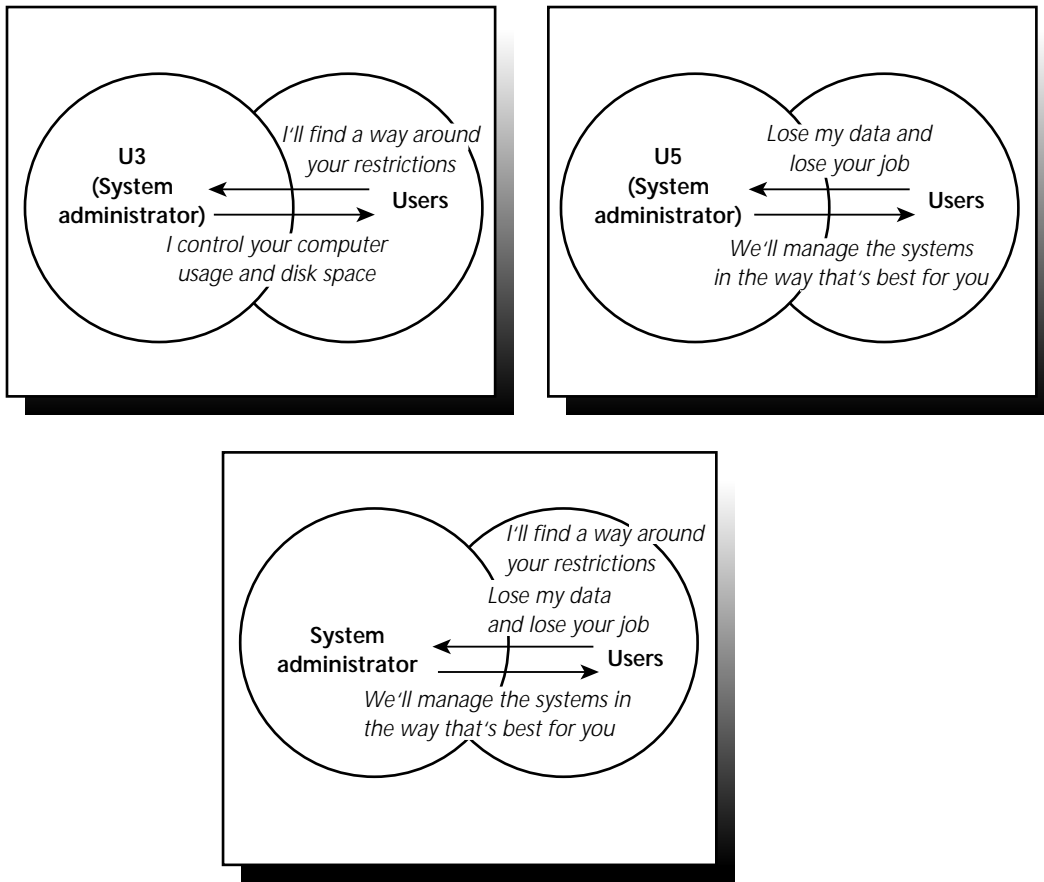 I'll find a way around
your restrictions
U3
(System
administrator)
Users
I control your computer
usage and disk space
Lose my data and
lose your job
U5
(System
administrator)
Users
We'll manage the systems
in the way that's best for you
I'll find a way around
your restrictions
Lose my data
and lose your job
System
administrator
Users
We'll manage the systems in
the way that's best for you